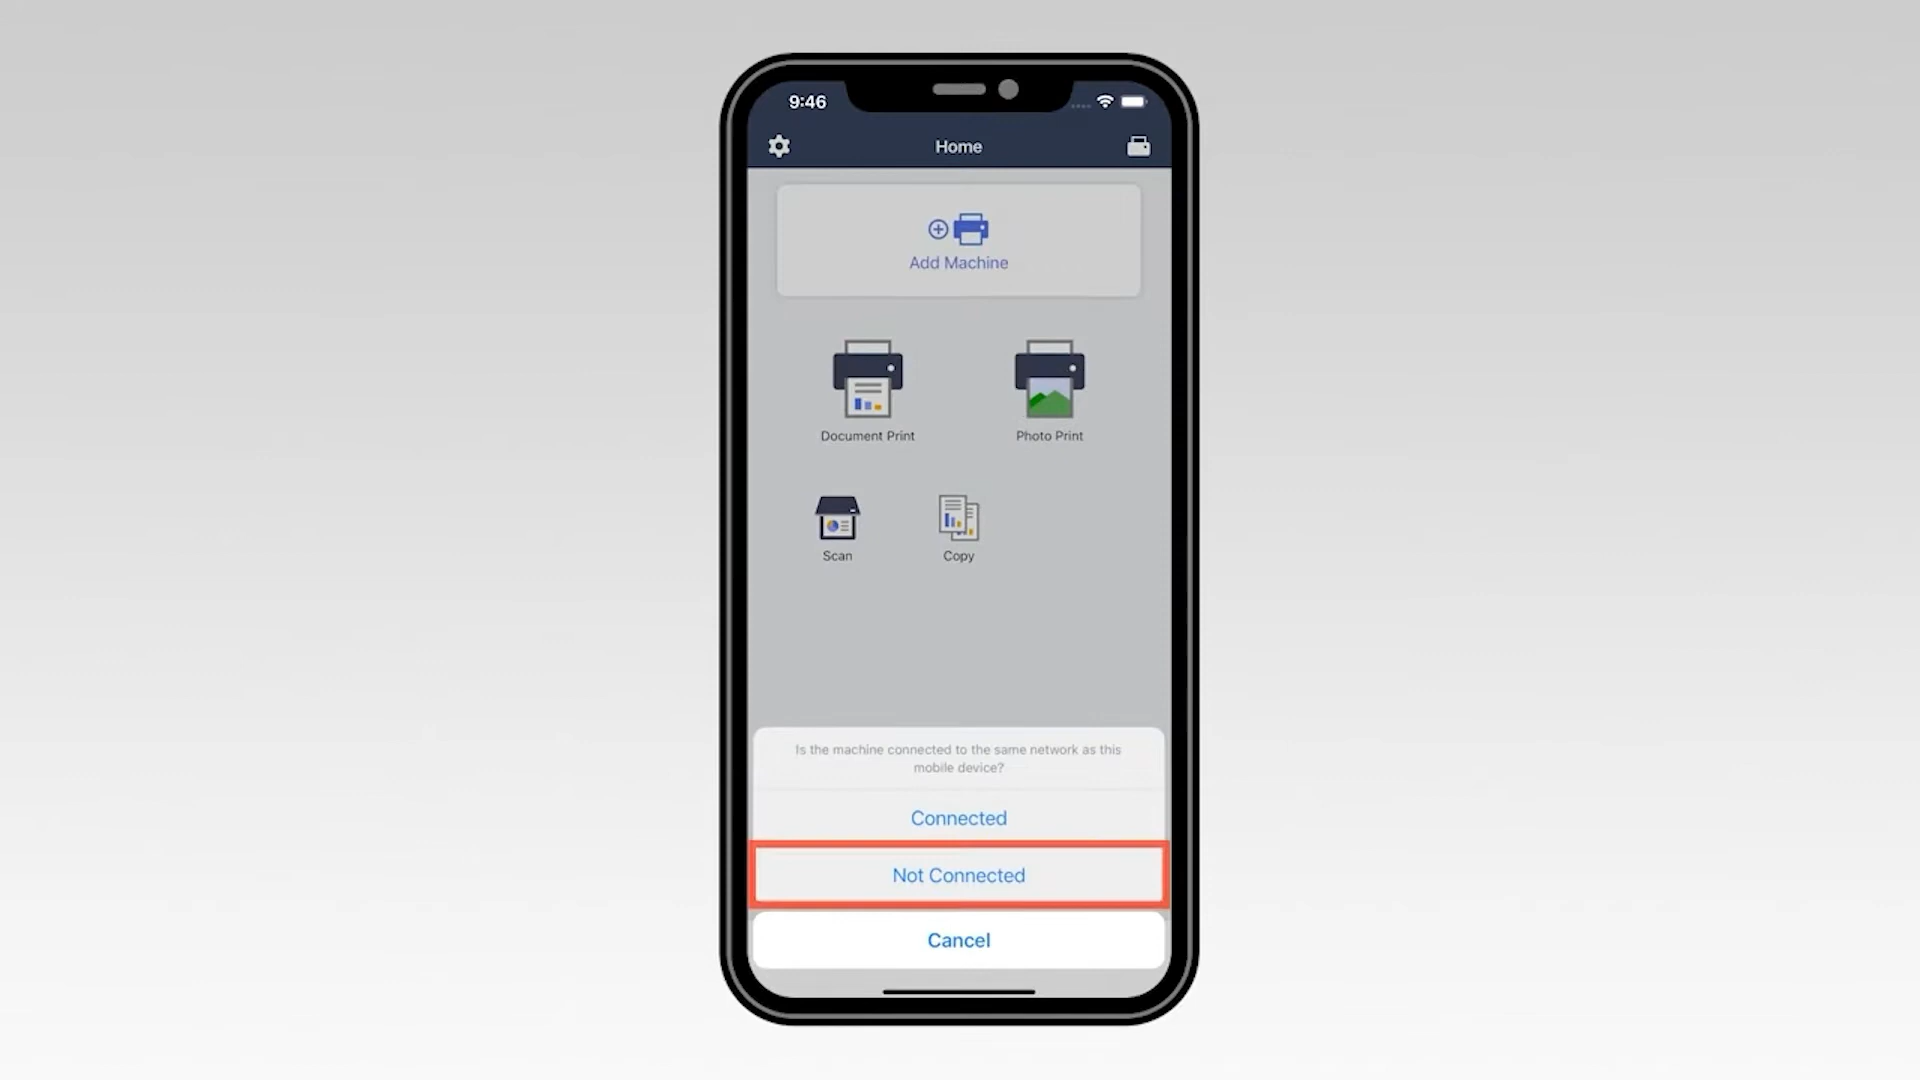 9:46
Home
Add Machine
Document Print
Photo Print
Scan
Copy
Is the machine connected to the same network as this
mobile device?
Connected
Not Connected
Cancel